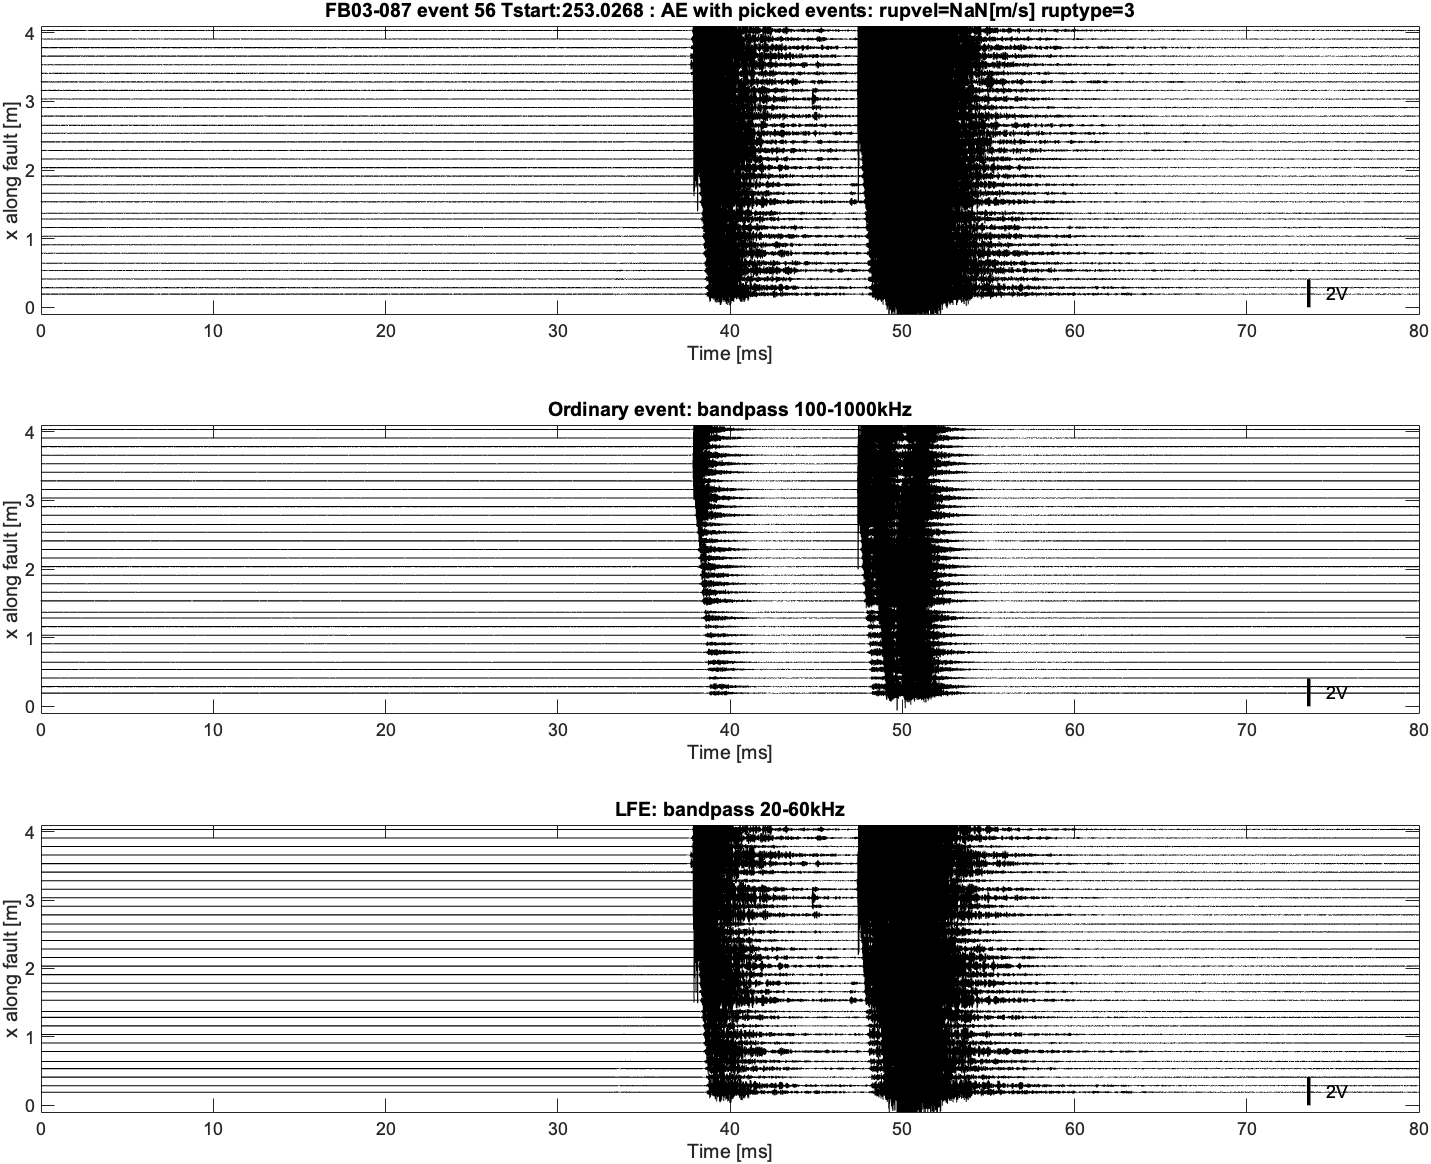 FB03-087 event 56 Tstart:253.0268 : AE with picked events: rupvel=NaN[m/s] ruptype=3
4
3
2
1
0
x along fault [m]
2V
0 10 20 30 40 50 60 70 80
Time [ms]
Ordinary event: bandpass 100-1000kHz
4
3
2
1
0
x along fault [m]
2V
0 10 20 30 40 50 60 70 80
Time [ms]
LFE: bandpass 20-60kHz
4
3
2
1
0
x along fault [m]
2V
0 10 20 30 40 50 60 70 80
Time [ms]